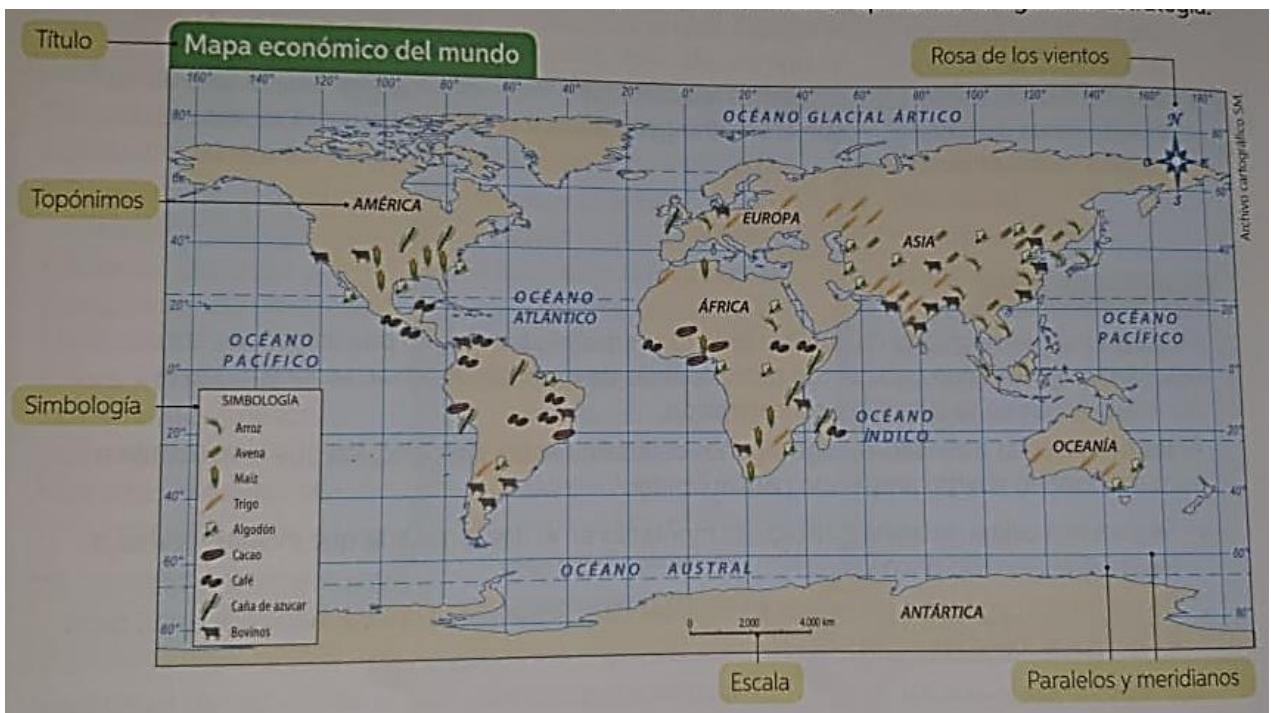 Título
Mapa económico del mundo
Rosa de los vientos
160° 140° 120° 100° 80° 60° 40° 20° 0° 20° 40° 60° 80° 100° 120° 140° 160° 180°
OCÉANO GLACIAL ÁRTICO
N
E
S
Archivo cartográfico SM
Topónimos
AMÉRICA
EUROPA
ASIA
40°
20°
OCÉANO
ATLÁNTICO
ÁFRICA
OCÉANO
PACÍFICO
OCÉANO
PACÍFICO
0°
0°
Simbología
SIMBOLOGÍA
Arroz
Avena
Maíz
Trigo
Algodón
Cacao
Café
Caña de azucar
Bovinos
OCÉANO
ÍNDICO
OCEANÍA
20°
20°
40°
40°
60°
60°
OCÉANO AUSTRAL
ANTÁRTICA
80°
80°
0 2.000 4.000 km
Escala
Paralelos y meridianos